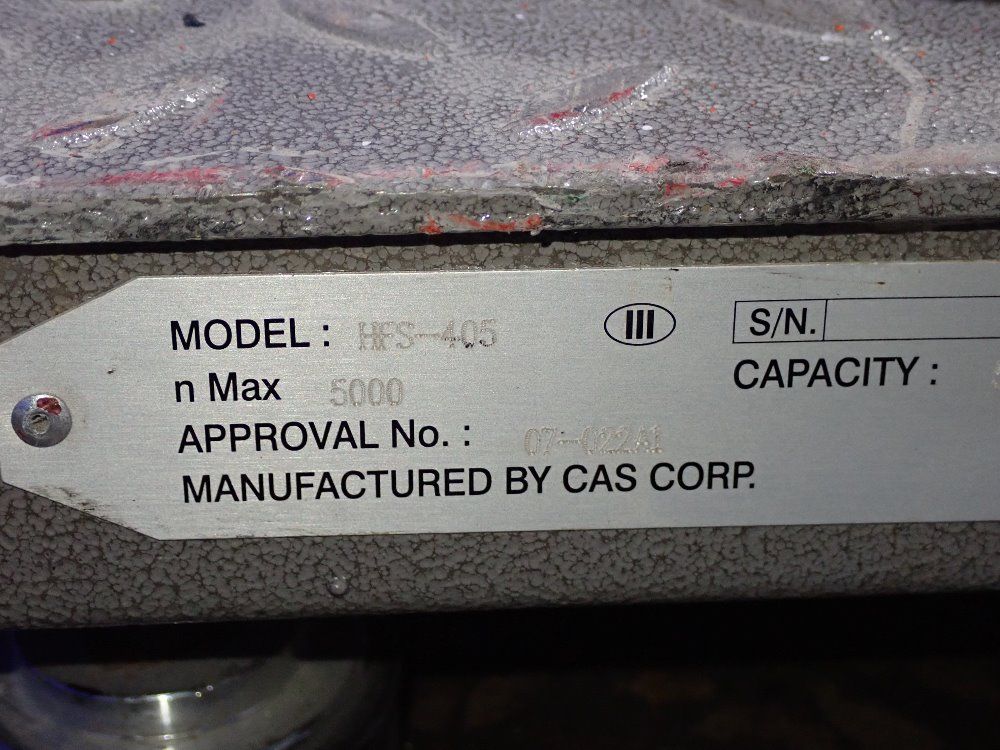 MODEL : HFS-405
n Max 5000
APPROVAL No. : 07-022A1
MANUFACTURED BY CAS CORP.
III
S/N.
CAPACITY :